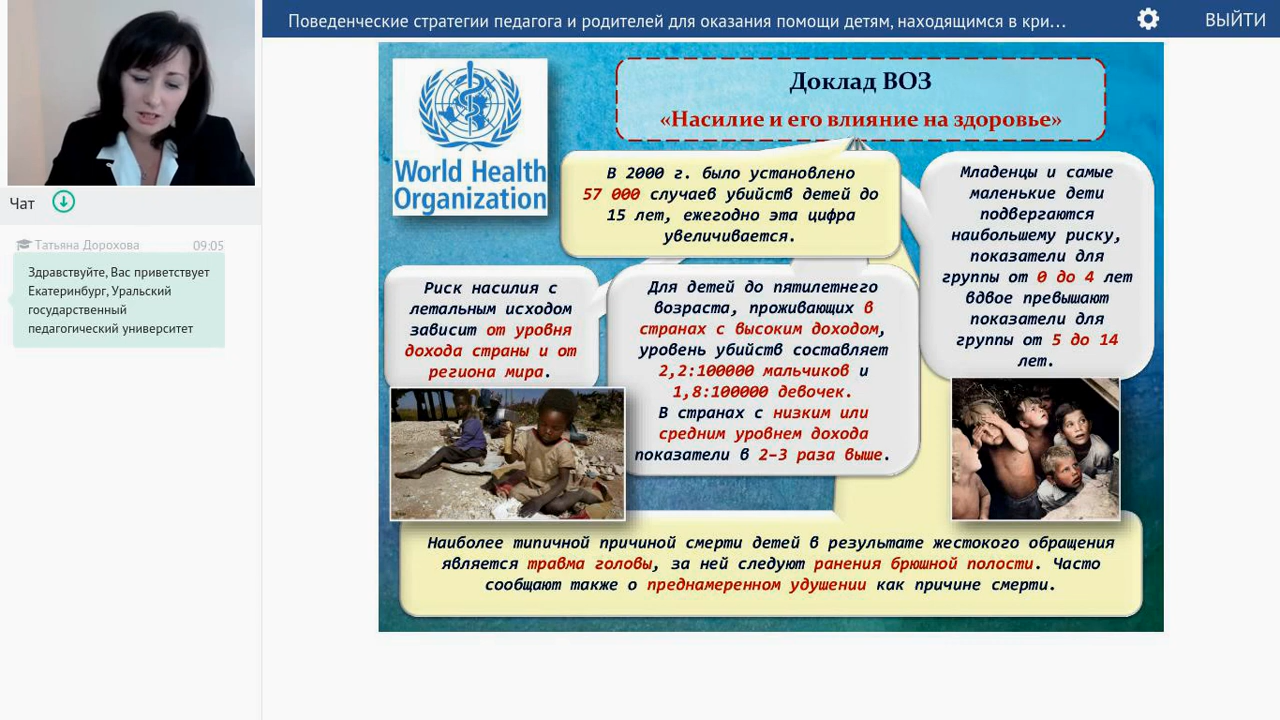 Поведенческие стратегии педагога и родителей для оказания помощи детям, находящимся в кри...
ВЫЙТИ
Чат
Татьяна Дорохова
09:05
Здравствуйте, Вас приветствует
Екатеринбург, Уральский
государственный
педагогический университет
World Health
Organization
Доклад ВОЗ
«Насилие и его влияние на здоровье»
В 2000 г. было установлено
57 000 случаев убийств детей до
15 лет, ежегодно эта цифра
увеличивается.
Младенцы и самые
маленькие дети
подвергаются
наибольшему риску,
показатели для
группы от 0 до 4 лет
вдвое превышают
показатели для
группы от 5 до 14
лет.
Риск насилия с
летальным исходом
зависит от уровня
дохода страны и от
региона мира.
Для детей до пятилетнего
возраста, проживающих в
странах с высоким доходом,
уровень убийств составляет
2,2:100000 мальчиков и
1,8:100000 девочек.
В странах с низким или
средним уровнем дохода
показатели в 2–3 раза выше.
Наиболее типичной причиной смерти детей в результате жестокого обращения
является травма головы, за ней следуют ранения брюшной полости. Часто
сообщают также о преднамеренном удушении как причине смерти.